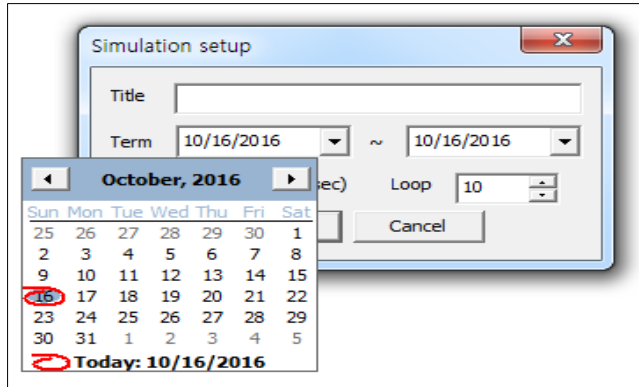 Simulation setup
x
Title
Term 10/16/2016 ~ 10/16/2016
October, 2016
sec) Loop 10
Sun Mon Tue Wed Thu Fri Sat
25 26 27 28 29 30 1
Cancel
2 3 4 5 6 7 8
9 10 11 12 13 14 15
16 17 18 19 20 21 22
23 24 25 26 27 28 29
30 31 1 2 3 4 5
Today: 10/16/2016